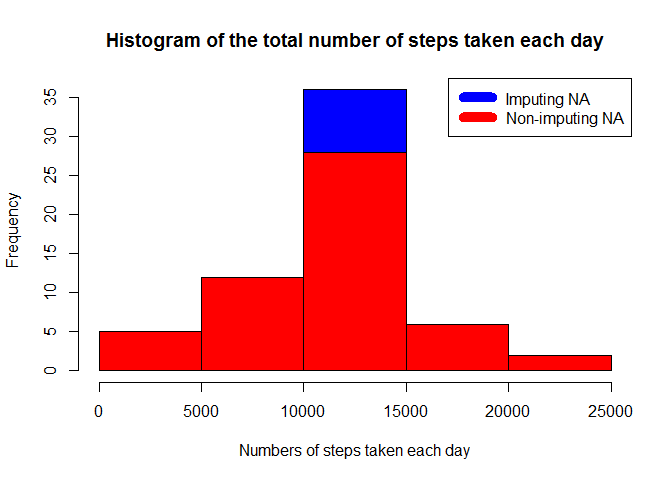 Histogram of the total number of steps taken each day
Imputing NA
Non-imputing NA
Frequency
35
30
25
20
15
10
5
0
0 5000 10000 15000 20000 25000
Numbers of steps taken each day